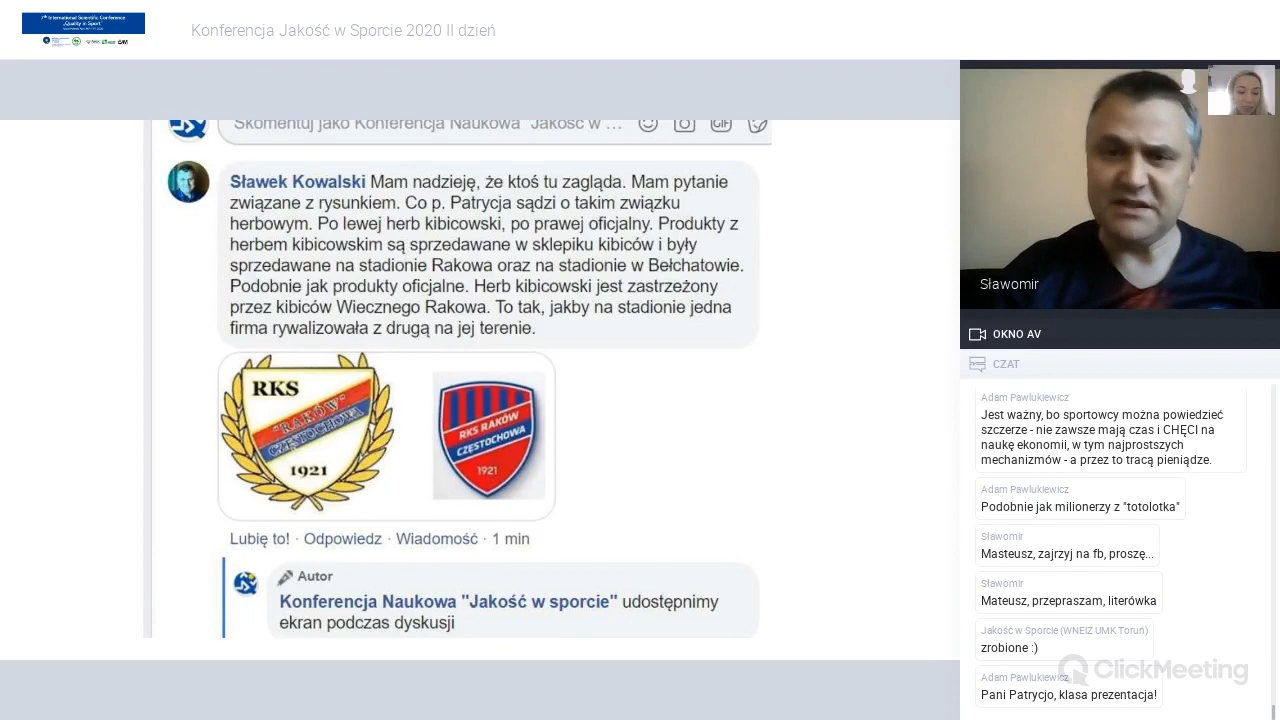 7th International Scientific Conference
„Quality in Sport"
Konferencja Jakość w Sporcie 2020 II dzień
Skomentuj jako Konferencja Naukowa "Jakość w ...
GIF
Sławek Kowalski Mam nadzieję, że ktoś tu zagląda. Mam pytanie
związane z rysunkiem. Co p. Patrycja sądzi o takim związku
herbowym. Po lewej herb kibicowski, po prawej oficjalny. Produkty z
herbem kibicowskim są sprzedawane w sklepiku kibiców i były
sprzedawane na stadionie Rakowa oraz na stadionie w Bełchatowie.
Podobnie jak produkty oficjalne. Herb kibicowski jest zastrzeżony
przez kibiców Wiecznego Rakowa. To tak, jakby na stadionie jedna
firma rywalizowała z drugą na jej terenie.
RKS
"RAKÓW"
CZĘSTOCHOWA
1921
RKS RAKÓW
CZĘSTOCHOWA
1921
Lubię to! · Odpowiedz · Wiadomość · 1 min
Autor
Konferencja Naukowa "Jakość w sporcie" udostępnimy
ekran podczas dyskusji
Sławomir
OKNO AV
CZAT
Adam Pawlukiewicz
Jest ważny, bo sportowcy można powiedzieć
szczerze - nie zawsze mają czas i CHĘCI na
naukę ekonomii, w tym najprostszych
mechanizmów - a przez to tracą pieniądze.
Adam Pawlukiewicz
Podobnie jak milionerzy z "totolotka"
Sławomir
Masteusz, zajrzyj na fb, proszę...
Sławomir
Mateusz, przepraszam, literówka
Jakość w Sporcie (WNEIZ UMK Toruń)
zrobione :)
Adam Pawlukiewicz
Pani Patrycjo, klasa prezentacja!
ClickMeeting